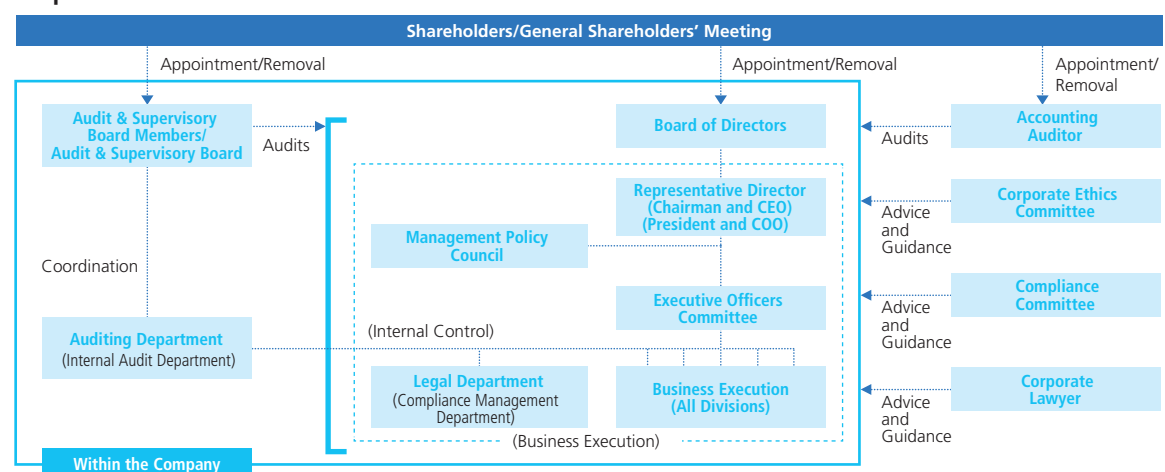 Shareholders/General Shareholders' Meeting
Appointment/Removal
Appointment/Removal
Appointment/
Removal
Audit & Supervisory
Board Members/
Audit & Supervisory Board
Audits
Board of Directors
Audits
Accounting
Auditor
Representative Director
(Chairman and CEO)
(President and COO)
Advice
and
Guidance
Corporate Ethics
Committee
Management Policy
Council
Coordination
Executive Officers
Committee
Advice
and
Guidance
Compliance
Committee
Auditing Department
(Internal Audit Department)
(Internal Control)
Legal Department
(Compliance Management
Department)
Business Execution
(All Divisions)
Advice
and
Guidance
Corporate
Lawyer
(Business Execution)
Within the Company